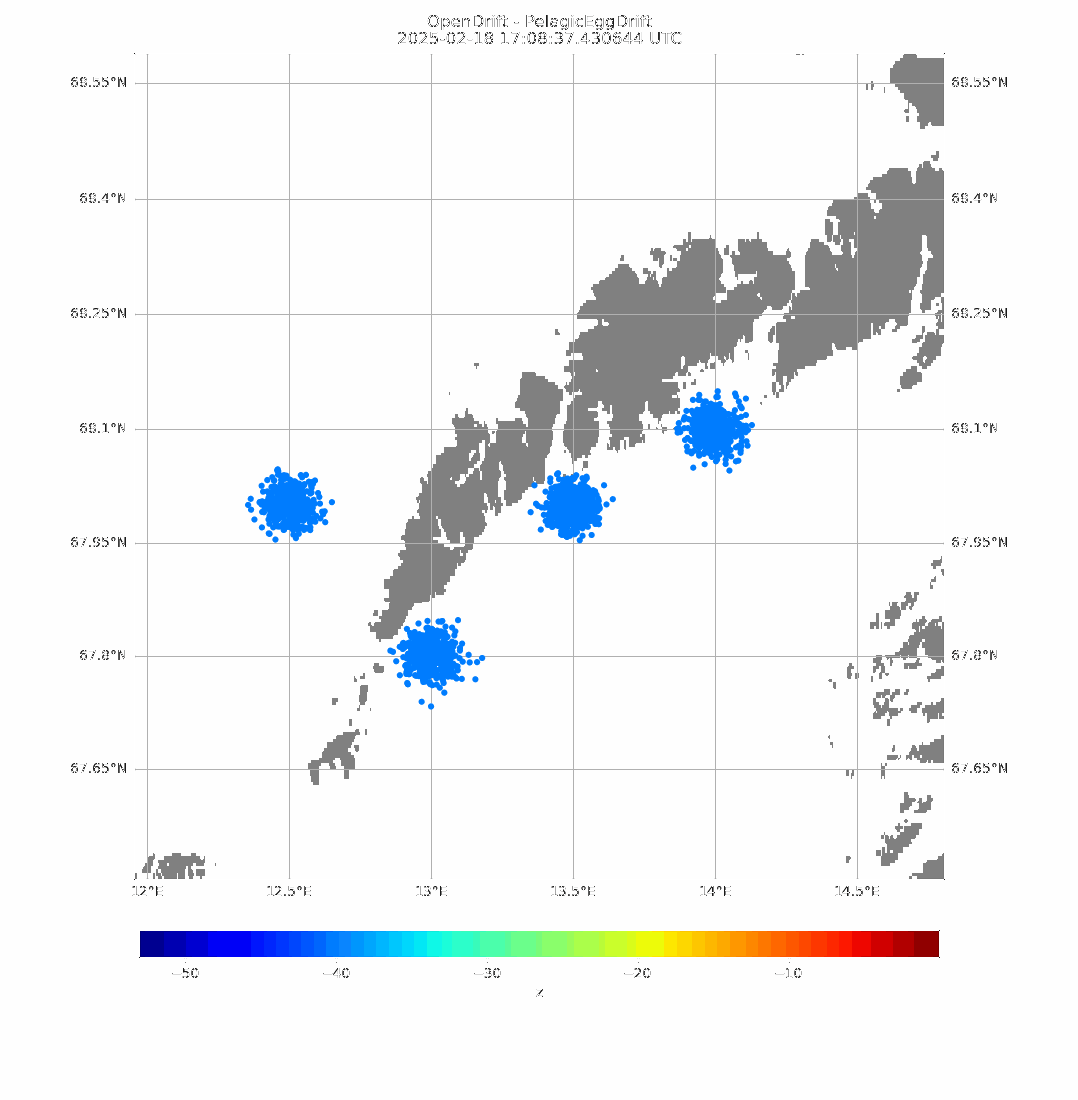 OpenDrift - PelagicEggDrift
2025-02-18 17:08:37.430644 UTC
68.55°N 68.55°N
68.4°N 68.4°N
68.25°N 68.25°N
68.1°N 68.1°N
67.95°N 67.95°N
67.8°N 67.8°N
67.65°N 67.65°N
12°E 12.5°E 13°E 13.5°E 14°E 14.5°E
−50 −40 −30 −20 −10
z